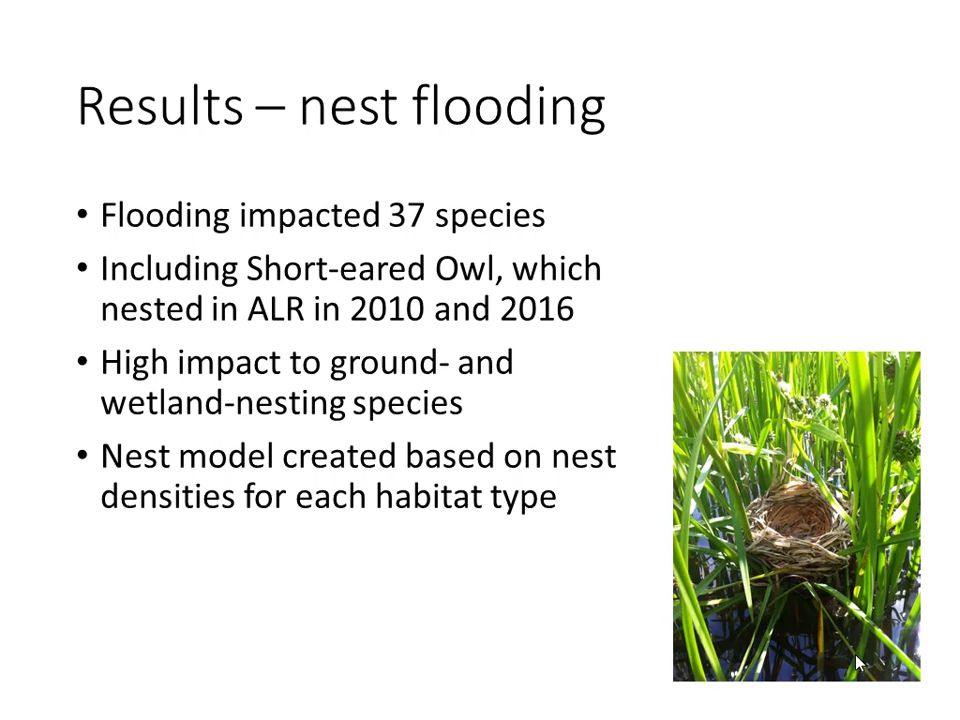 Results – nest flooding
• Flooding impacted 37 species
• Including Short-eared Owl, which
nested in ALR in 2010 and 2016
• High impact to ground- and
wetland-nesting species
• Nest model created based on nest
densities for each habitat type